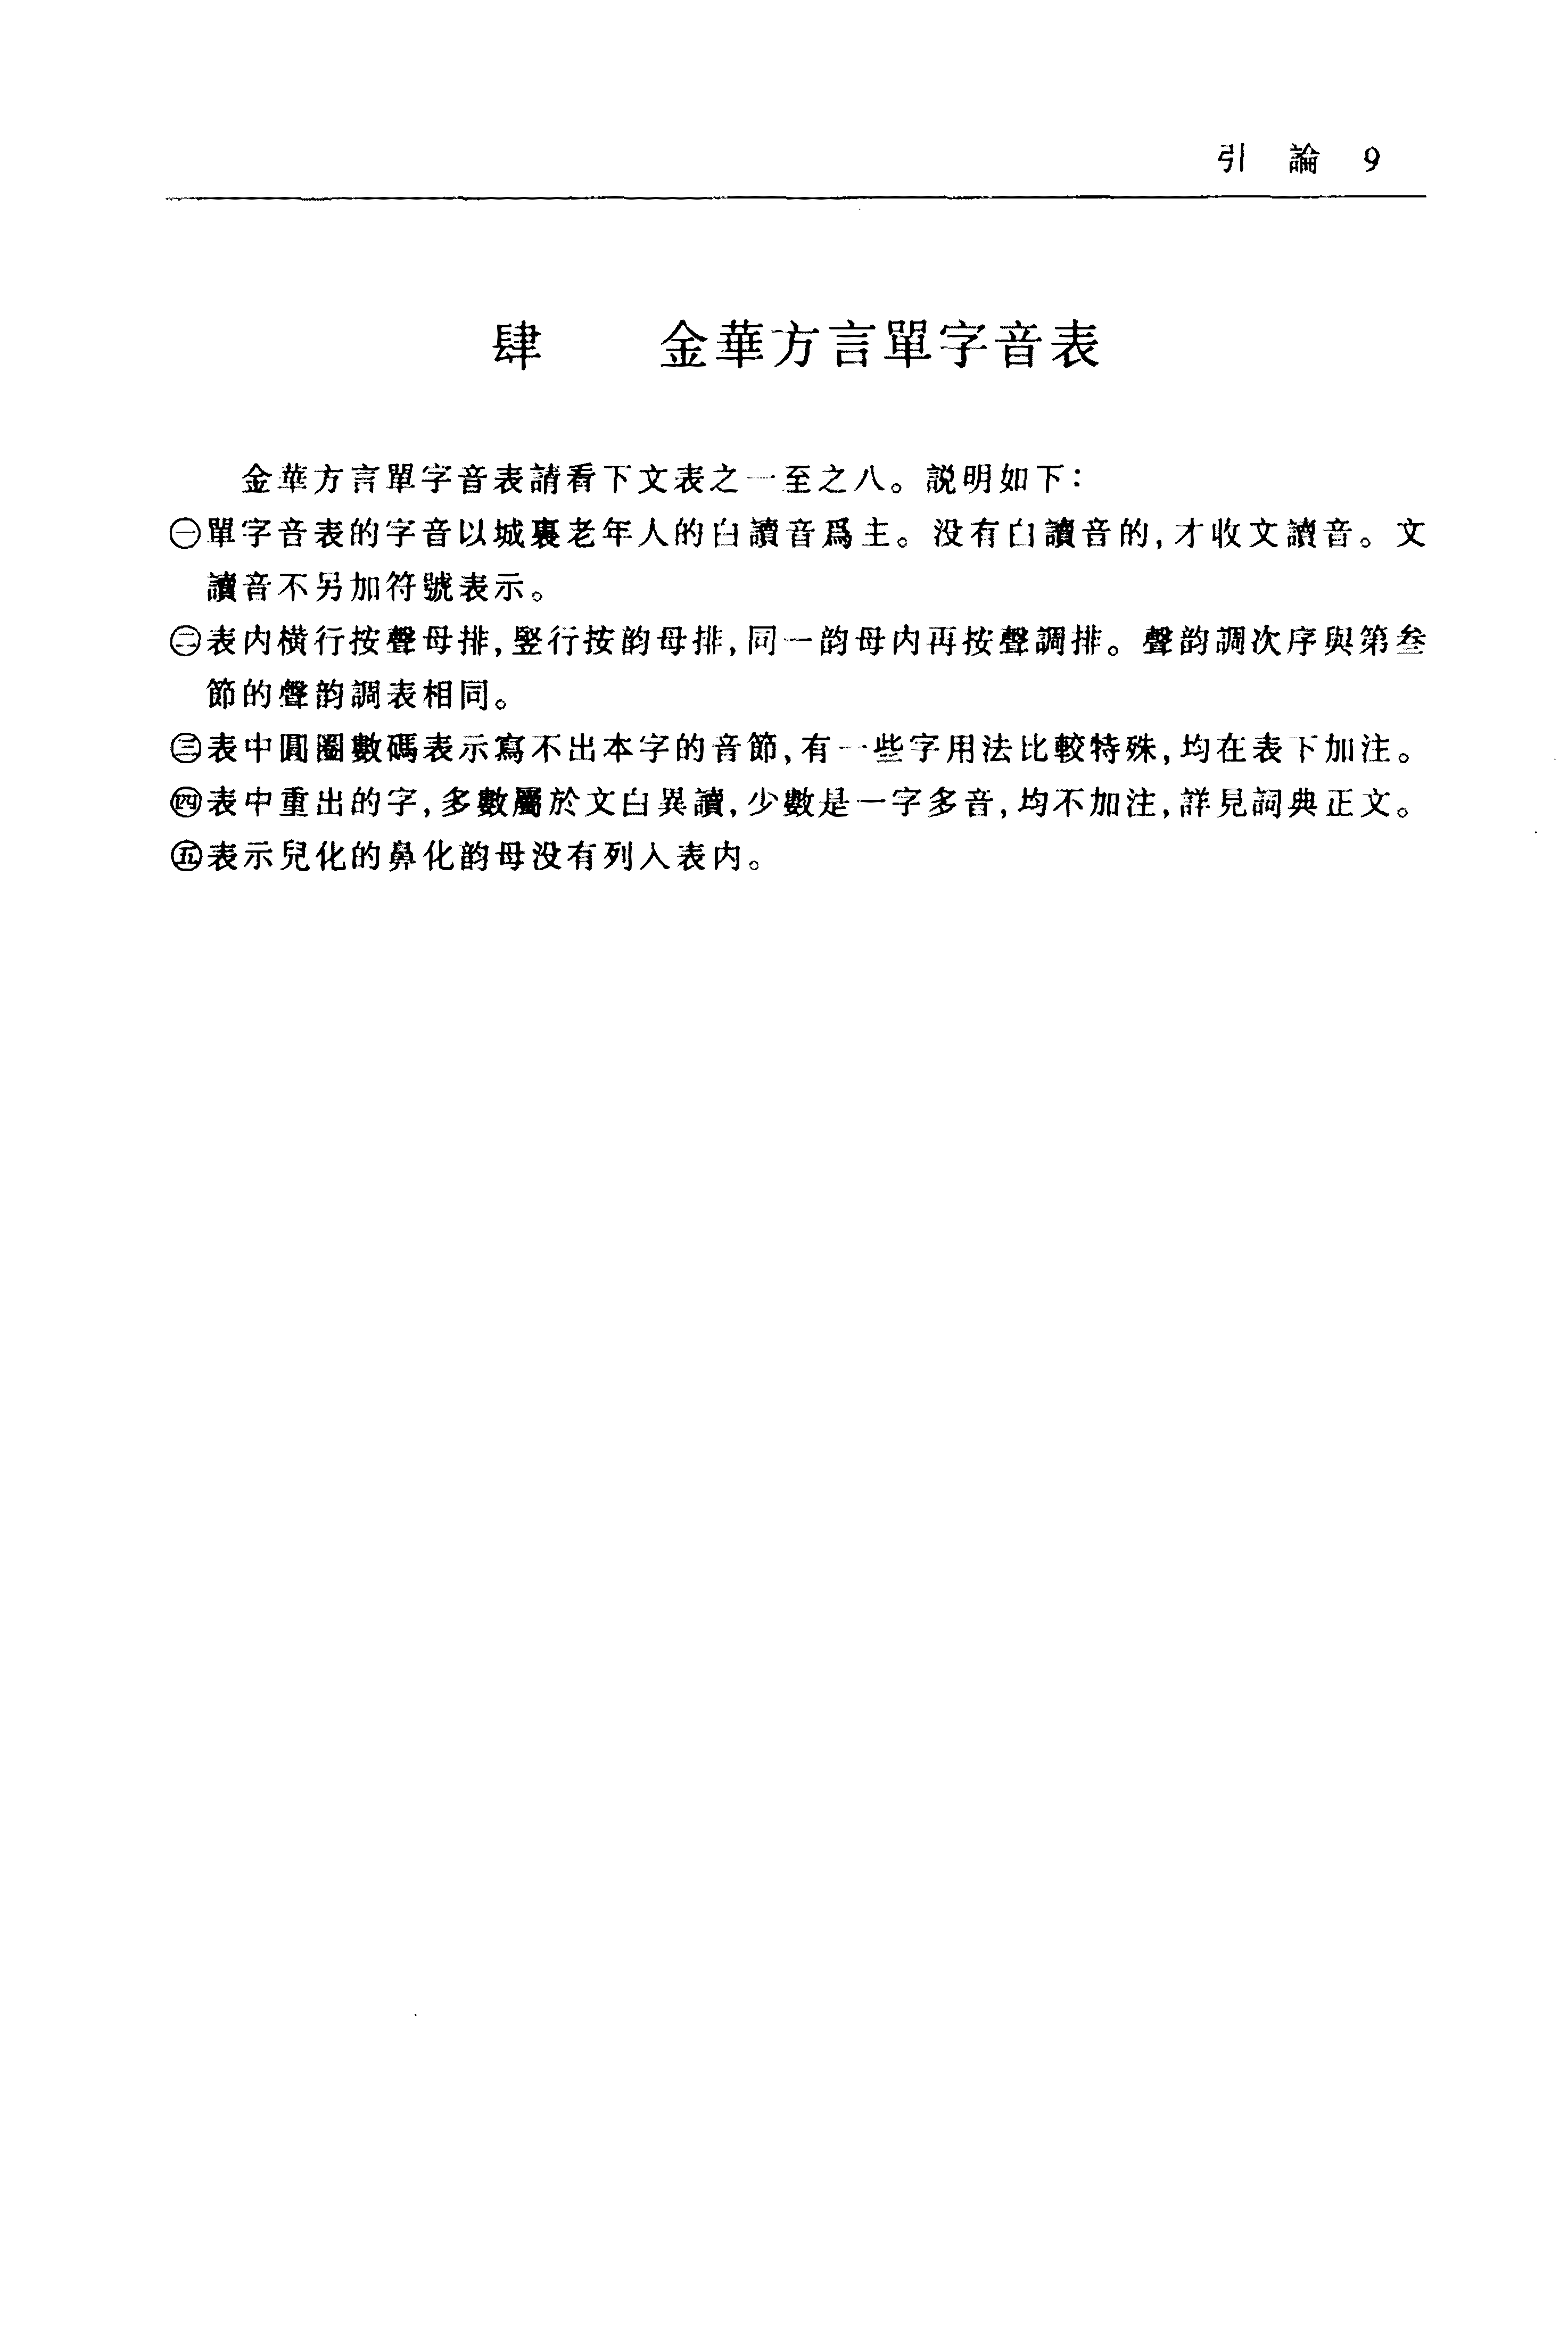 引 論 9
肆 金華方言單字音表
金華方言單字音表請看下文表之一至之八。説明如下：
㊀單字音表的字音以城裏老年人的白讀音爲主。没有白讀音的，才收文讀音。文
讀音不另加符號表示。
㊁表内横行按聲母排，竪行按韵母排，同一韵母内再按聲調排。聲韵調次序與第叁
節的聲韵調表相同。
㊂表中圓圈數碼表示寫不出本字的音節，有一些字用法比較特殊，均在表下加注。
㊃表中重出的字，多數屬於文白異讀，少數是一字多音，均不加注，詳見詞典正文。
㊄表示兒化的鼻化韵母没有列入表内。